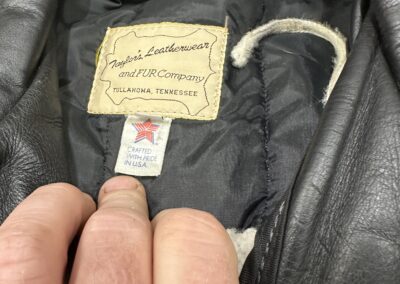 Taylor's Leatherwear
and FUR Company
TULLAHOMA, TENNESSEE
CRAFTED
WITH PRIDE
IN U.S.A.